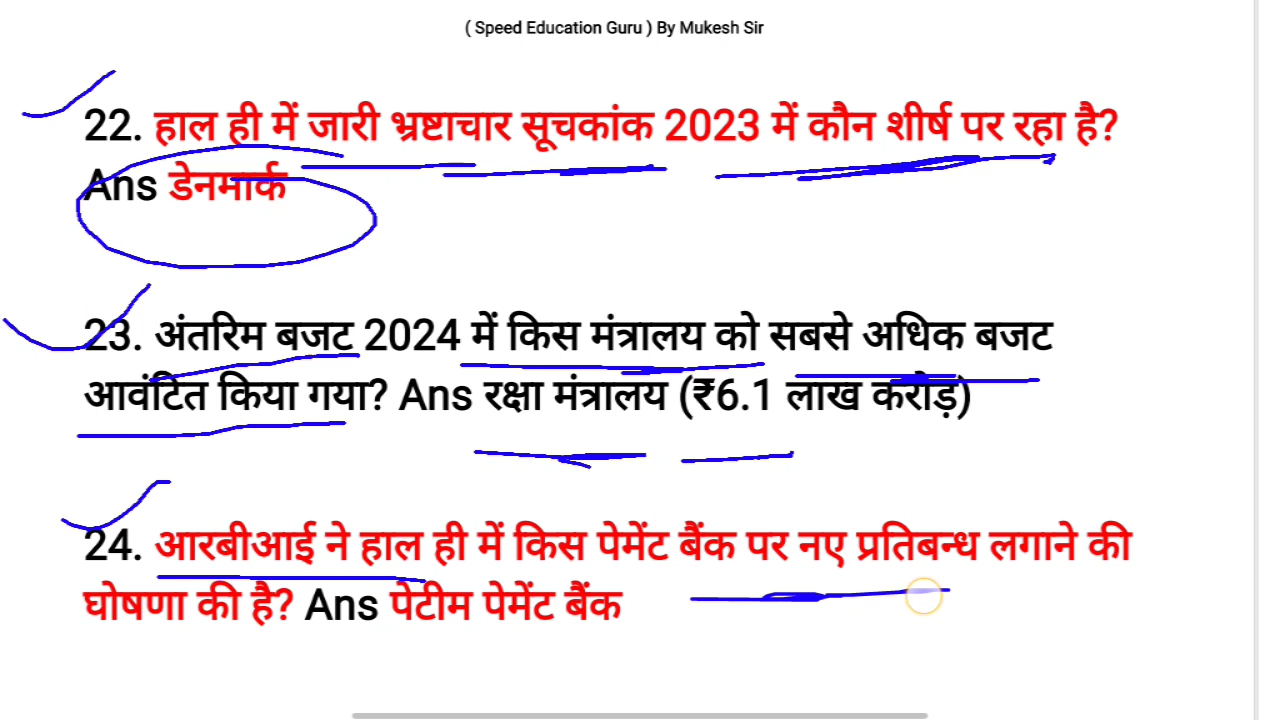 ( Speed Education Guru ) By Mukesh Sir
22. हाल ही में जारी भ्रष्टाचार सूचकांक 2023 में कौन शीर्ष पर रहा है?
Ans डेनमार्क
23. अंतरिम बजट 2024 में किस मंत्रालय को सबसे अधिक बजट
आवंटित किया गया? Ans रक्षा मंत्रालय (₹6.1 लाख करोड़)
24. आरबीआई ने हाल ही में किस पेमेंट बैंक पर नए प्रतिबन्ध लगाने की
घोषणा की है? Ans पेटीम पेमेंट बैंक